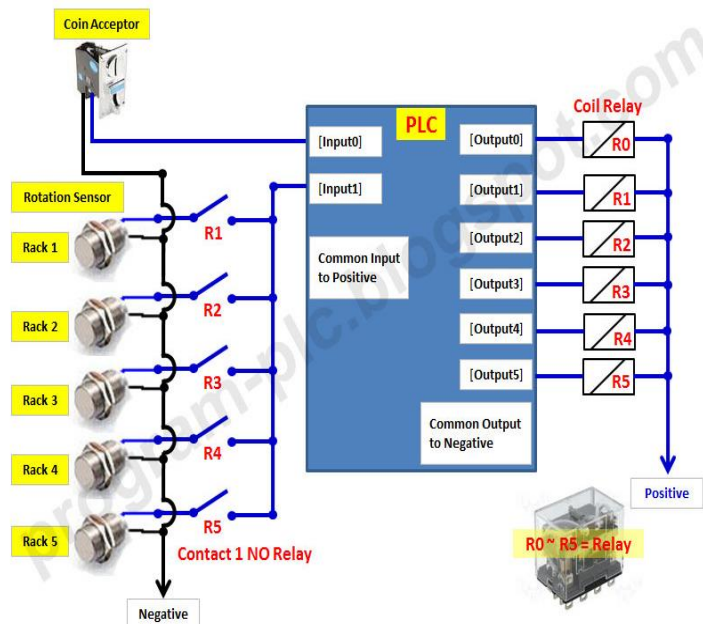 Coin Acceptor
PLC
Coil Relay
[Input0]
[Output0]
R0
[Input1]
[Output1]
R1
Rotation Sensor
Rack 1
R1
[Output2]
R2
Common Input
to Positive
[Output3]
R3
Rack 2
R2
[Output4]
R4
Rack 3
R3
[Output5]
R5
Common Output
to Negative
Rack 4
R4
Positive
Rack 5
R5
Contact 1 NO Relay
R0 ~ R5 = Relay
Negative
program-plc.blogspot.com